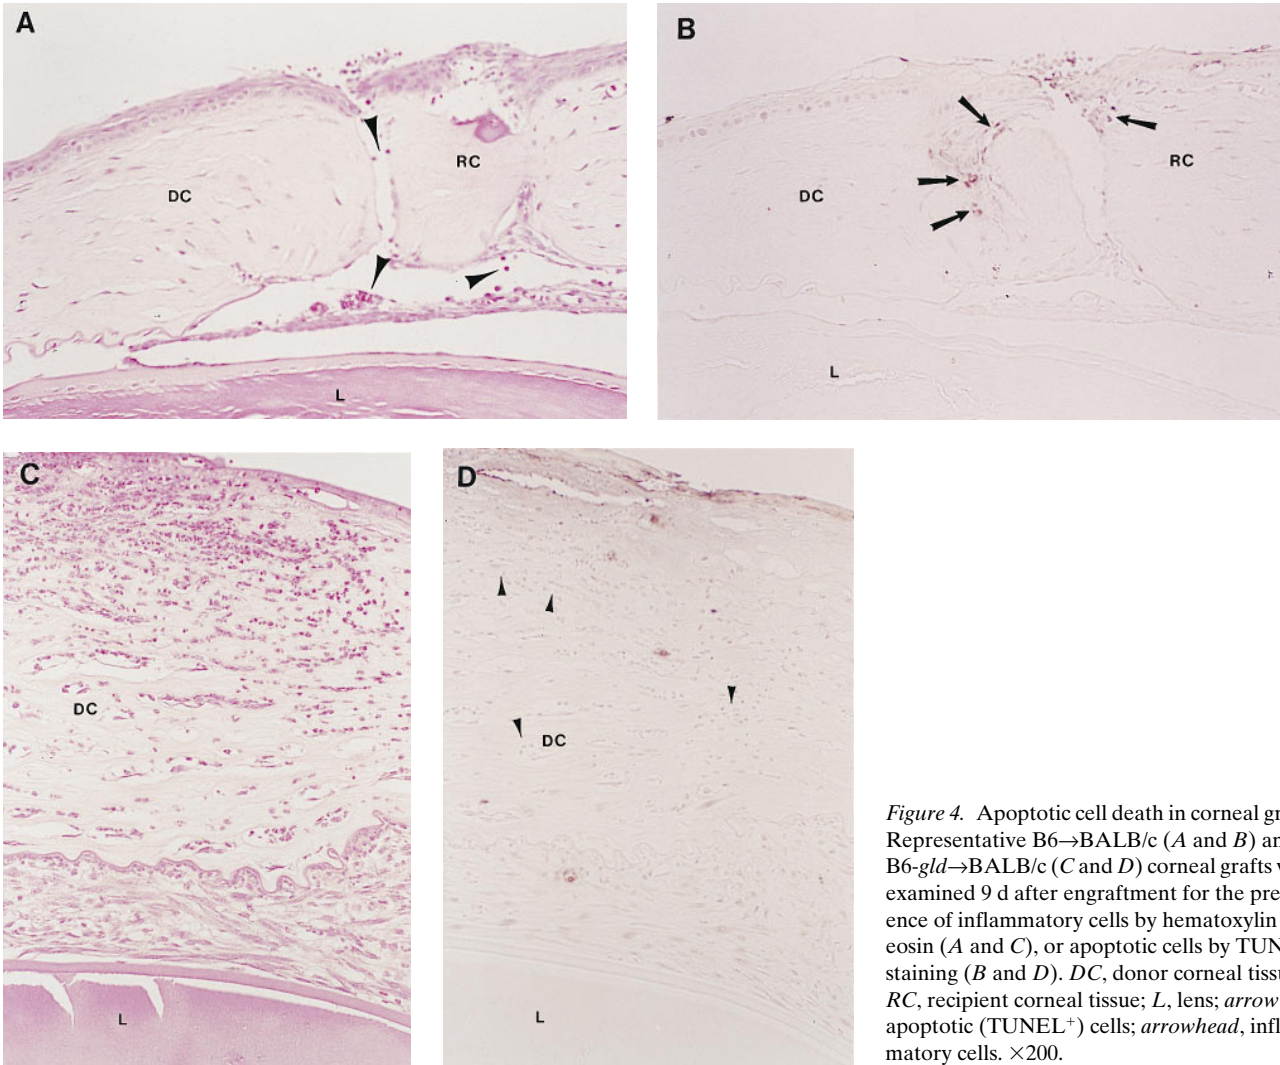 A
B
RC
DC
RC
DC
L
L
C
D
DC
DC
L
L
Figure 4. Apoptotic cell death in corneal
Representative B6→BALB/c (A and B)
B6-gld→BALB/c (C and D) corneal grafts
examined 9 d after engraftment for the pre
ence of inflammatory cells by hematoxylin
eosin (A and C), or apoptotic cells by TUN
staining (B and D). DC, donor corneal tissu
RC, recipient corneal tissue; L, lens; arrow
apoptotic (TUNEL+) cells; arrowhead, infl
matory cells. ×200.